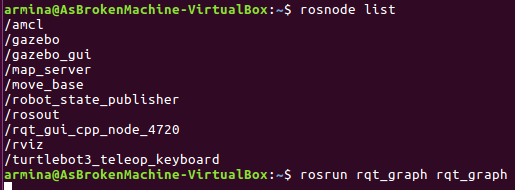 armina@AsBrokenMachine-VirtualBox:~$ rosnode list
/amcl
/gazebo
/gazebo_gui
/map_server
/move_base
/robot_state_publisher
/rosout
/rqt_gui_cpp_node_4720
/rviz
/turtlebot3_teleop_keyboard
armina@AsBrokenMachine-VirtualBox:~$ rosrun rqt_graph rqt_graph